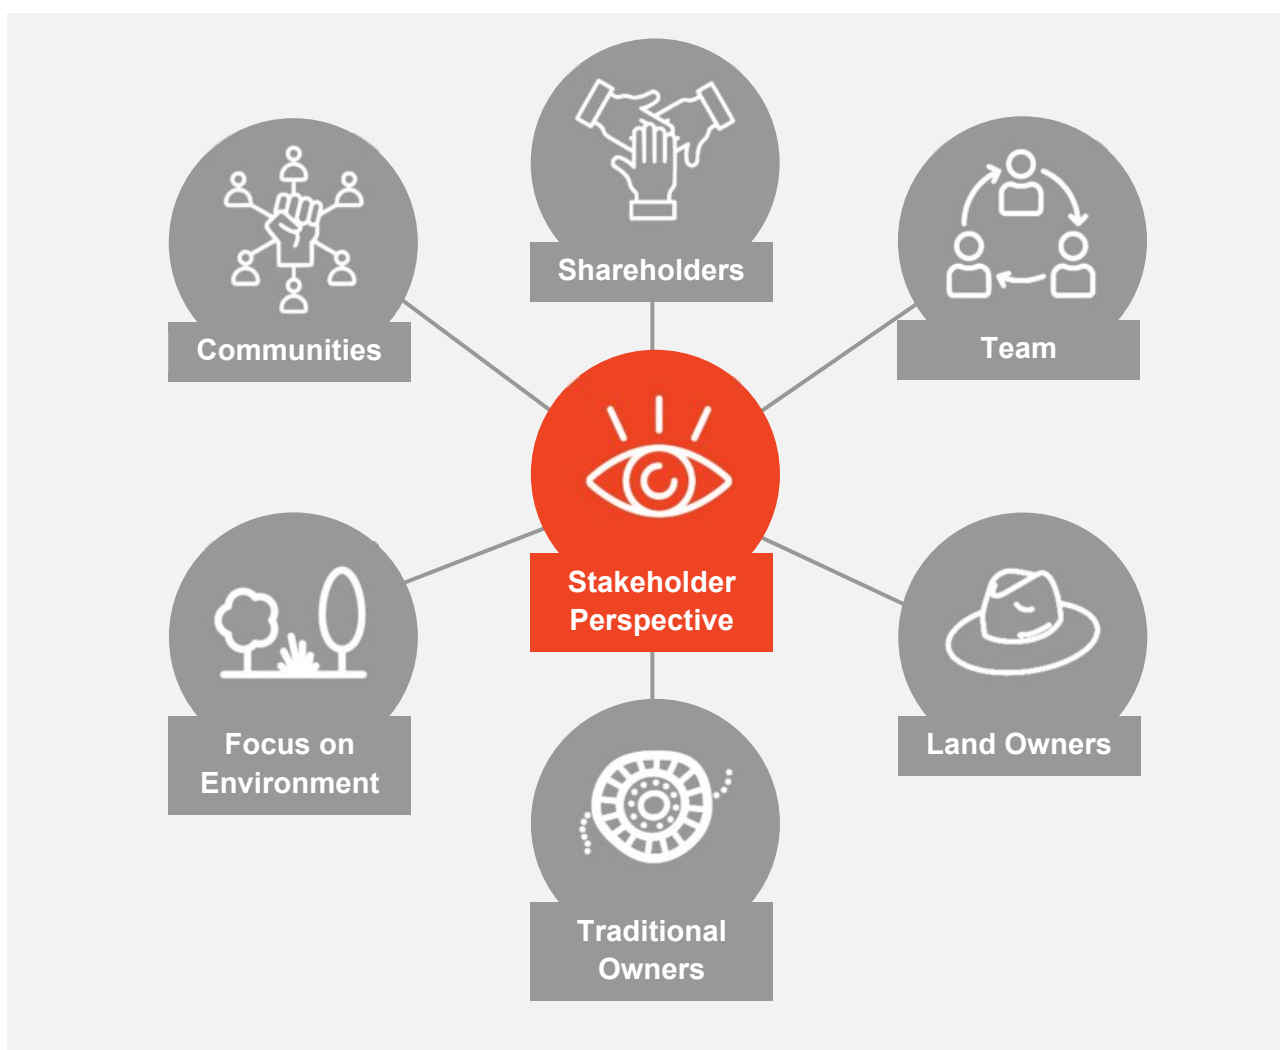 Shareholders
Communities
Team
Stakeholder
Perspective
Focus on
Environment
Land Owners
Traditional
Owners